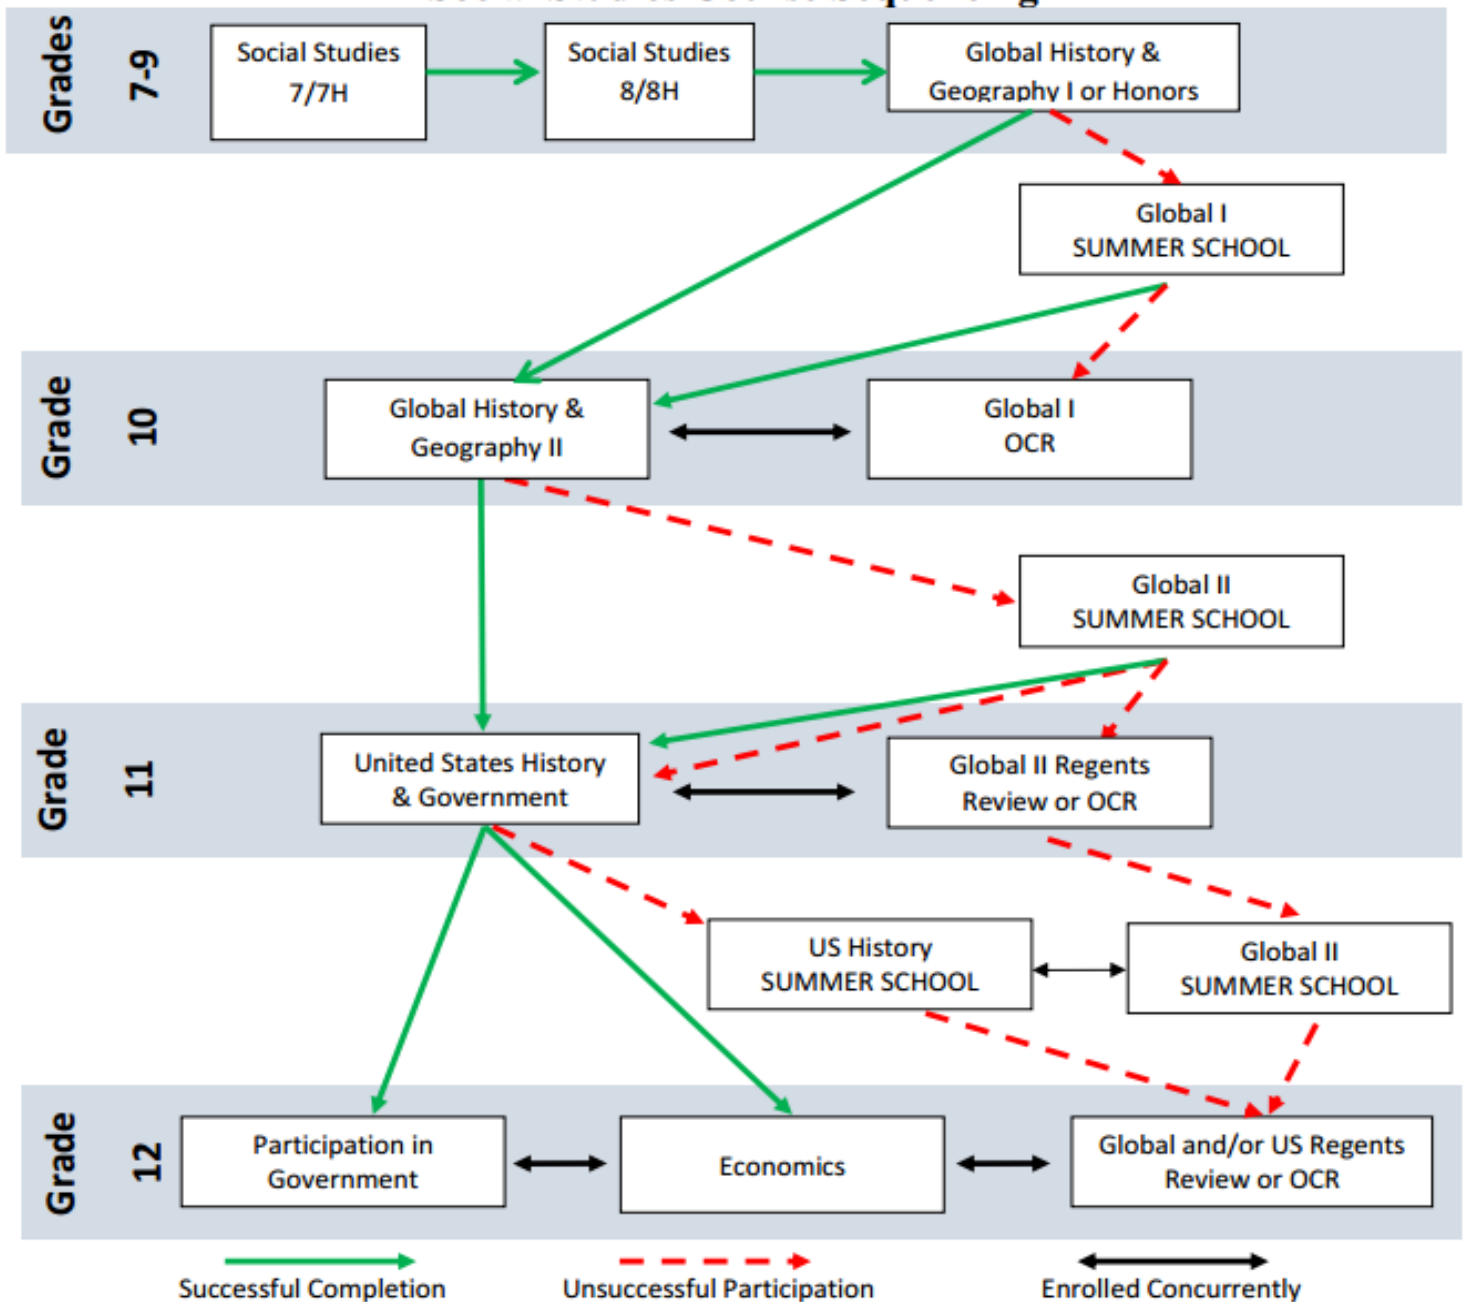 Grades
7-9
Social Studies
7/7H
Social Studies
8/8H
Global History &
Geography I or Honors
Global I
SUMMER SCHOOL
Grade
10
Global History &
Geography II
Global I
OCR
Global II
SUMMER SCHOOL
Grade
11
United States History
& Government
Global II Regents
Review or OCR
US History
SUMMER SCHOOL
Global II
SUMMER SCHOOL
Grade
12
Participation in
Government
Economics
Global and/or US Regents
Review or OCR
Successful Completion
Unsuccessful Participation
Enrolled Concurrently